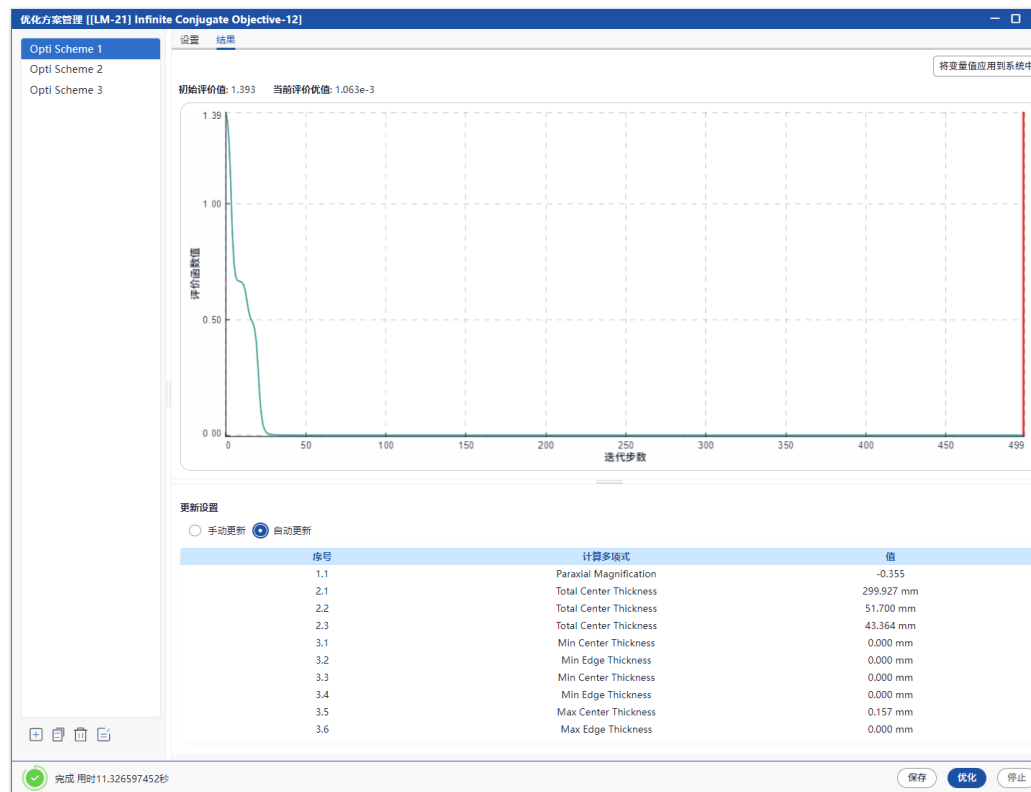 优化方案管理 [[LM-21] Infinite Conjugate Objective-12]
Opti Scheme 1
Opti Scheme 2
Opti Scheme 3
设置 结果
将变量值应用到系统中
初始评价值: 1.393 当前评价优值: 1.063e-3
评价函数值
1.39
1.00
0.50
0.00
0 50 100 150 200 250 300 350 400 450 499
迭代步数
更新设置
手动更新 自动更新
序号 计算多项式 值
1.1 Paraxial Magnification -0.355
2.1 Total Center Thickness 299.927 mm
2.2 Total Center Thickness 51.700 mm
2.3 Total Center Thickness 43.364 mm
3.1 Min Center Thickness 0.000 mm
3.2 Min Edge Thickness 0.000 mm
3.3 Min Center Thickness 0.000 mm
3.4 Min Edge Thickness 0.000 mm
3.5 Max Center Thickness 0.157 mm
3.6 Max Edge Thickness 0.000 mm
完成 用时11.326597452秒
保存 优化 停止